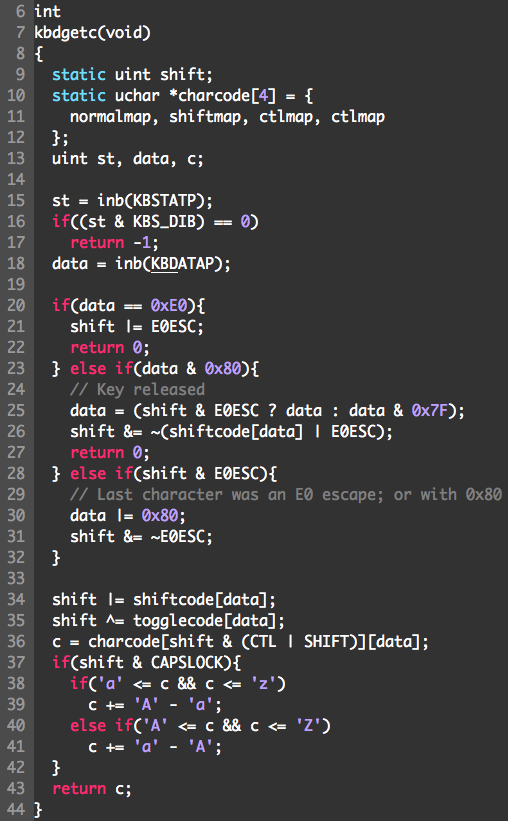 6 int
7 kbdgetc(void)
8 {
9   static uint shift;
10   static uchar *charcode[4] = {
11     normalmap, shiftmap, ctlmap, ctlmap
12   };
13   uint st, data, c;
14
15   st = inb(KBSTATP);
16   if((st & KBS_DIB) == 0)
17     return -1;
18   data = inb(KBDATAP);
19
20   if(data == 0xE0){
21     shift |= E0ESC;
22     return 0;
23   } else if(data & 0x80){
24     // Key released
25     data = (shift & E0ESC ? data : data & 0x7F);
26     shift &= ~(shiftcode[data] | E0ESC);
27     return 0;
28   } else if(shift & E0ESC){
29     // Last character was an E0 escape; or with 0x80
30     data |= 0x80;
31     shift &= ~E0ESC;
32   }
33
34   shift |= shiftcode[data];
35   shift ^= togglecode[data];
36   c = charcode[shift & (CTL | SHIFT)][data];
37   if(shift & CAPSLOCK){
38     if('a' <= c && c <= 'z')
39       c += 'A' - 'a';
40     else if('A' <= c && c <= 'Z')
41       c += 'a' - 'A';
42   }
43   return c;
44 }